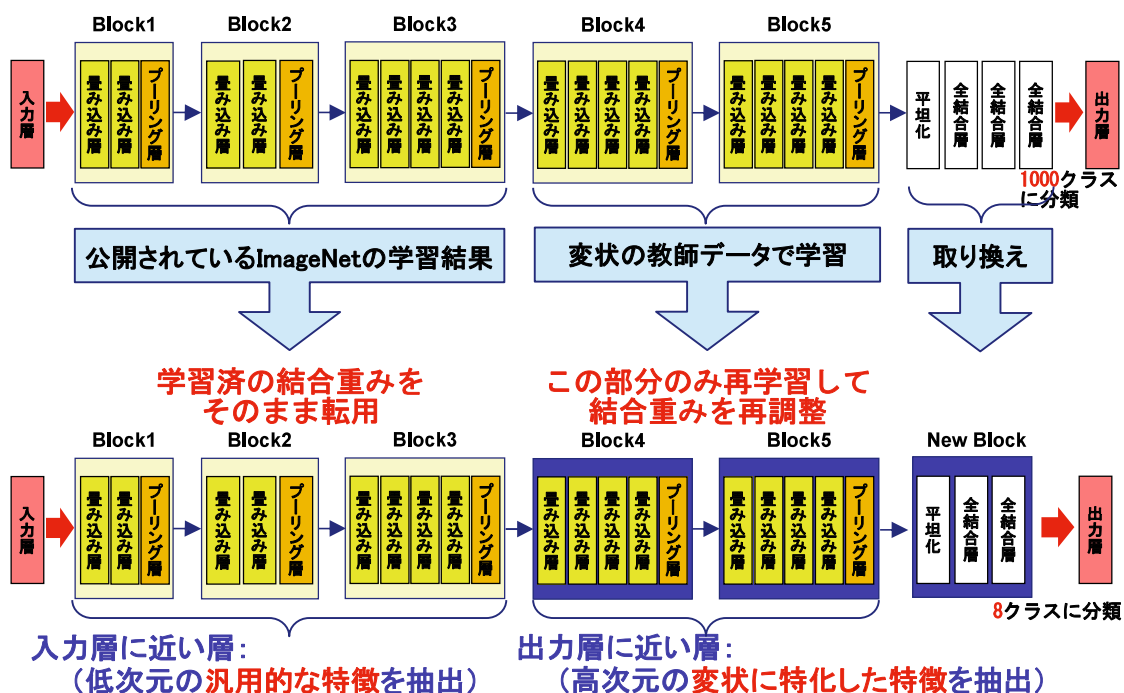 Block1
Block2
Block3
Block4
Block5
入力層
畳み込み層
畳み込み層
プーリング層
畳み込み層
畳み込み層
プーリング層
畳み込み層
畳み込み層
畳み込み層
畳み込み層
プーリング層
畳み込み層
畳み込み層
畳み込み層
畳み込み層
プーリング層
畳み込み層
畳み込み層
畳み込み層
畳み込み層
プーリング層
平坦化
全結合層
全結合層
全結合層
出力層
1000クラス
に分類
公開されているImageNetの学習結果
変状の教師データで学習
取り換え
学習済の結合重みを
そのまま転用
この部分のみ再学習して
結合重みを再調整
Block1
Block2
Block3
Block4
Block5
New Block
入力層
畳み込み層
畳み込み層
プーリング層
畳み込み層
畳み込み層
プーリング層
畳み込み層
畳み込み層
畳み込み層
畳み込み層
プーリング層
畳み込み層
畳み込み層
畳み込み層
畳み込み層
プーリング層
畳み込み層
畳み込み層
畳み込み層
畳み込み層
プーリング層
平坦化
全結合層
全結合層
出力層
8クラスに分類
入力層に近い層：
（低次元の汎用的な特徴を抽出）
出力層に近い層：
（高次元の変状に特化した特徴を抽出）